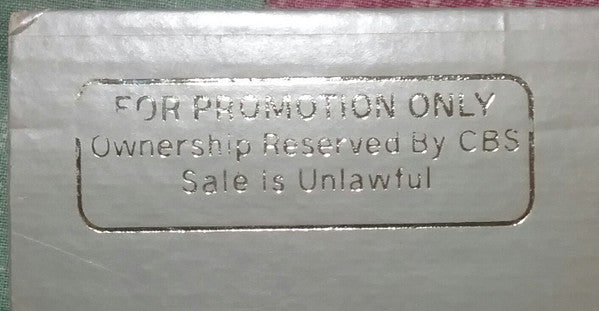 FOR PROMOTION ONLY
Ownership Reserved By CBS
Sale is Unlawful